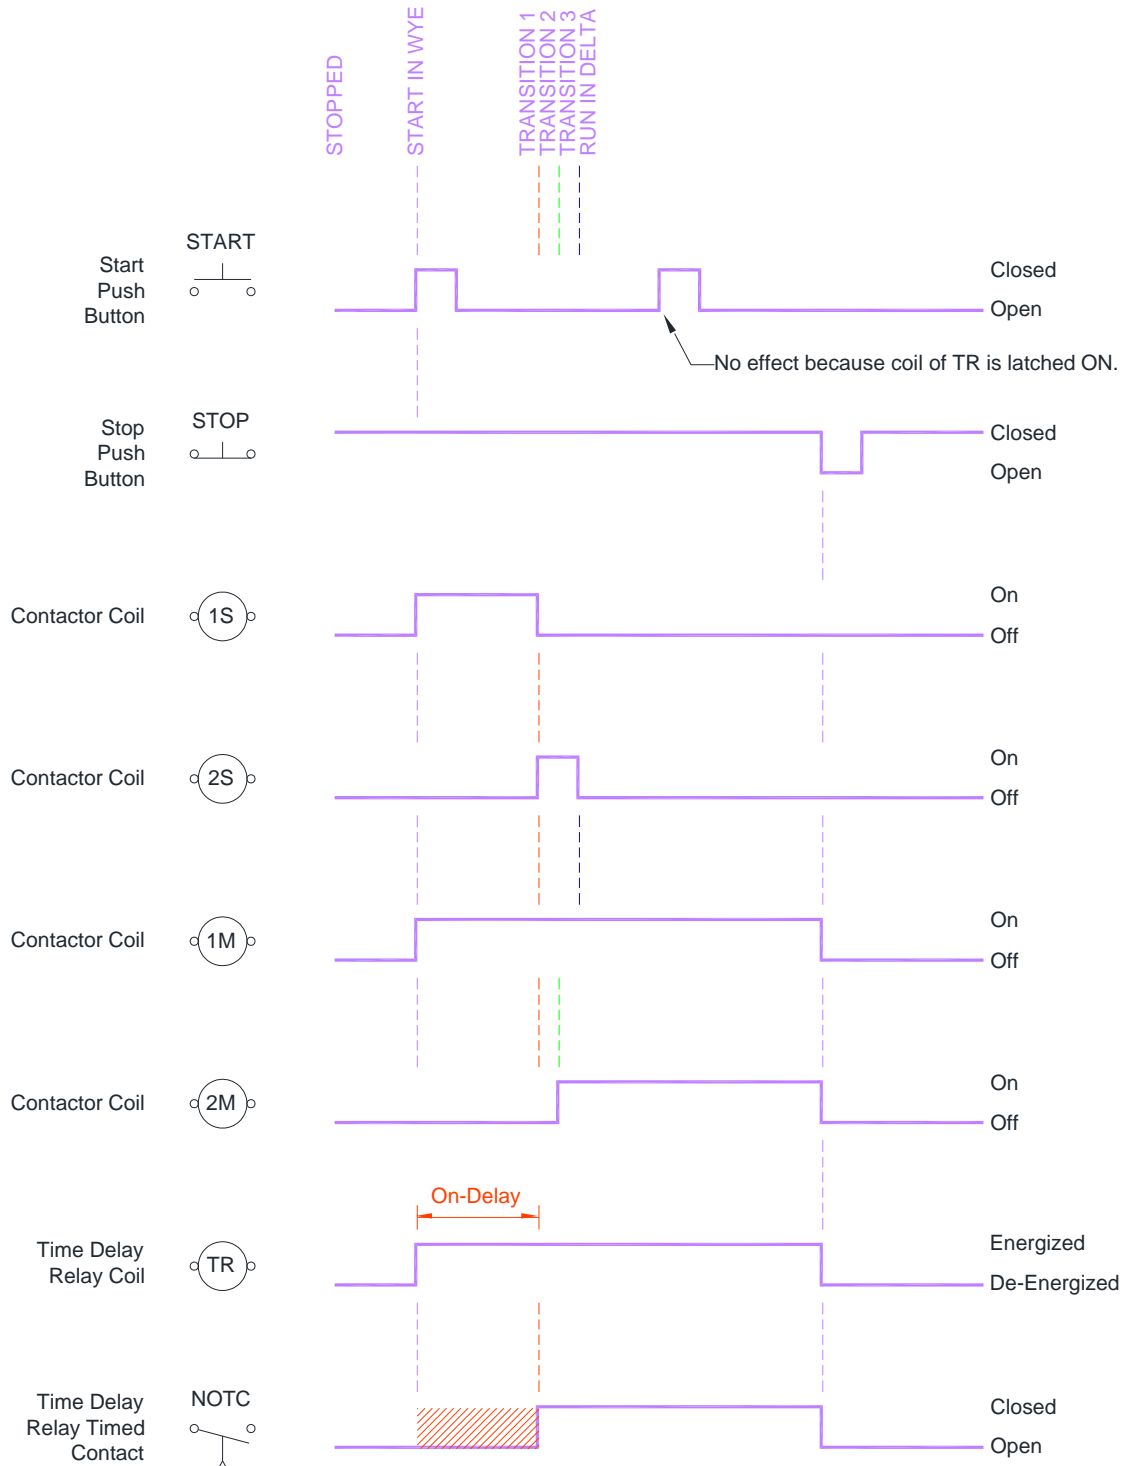 STOPPED
START IN WYE
TRANSITION 1
TRANSITION 2
TRANSITION 3
RUN IN DELTA
Start
Push
Button
START
Closed
Open
No effect because coil of TR is latched ON.
Stop
Push
Button
STOP
Closed
Open
Contactor Coil
1S
On
Off
Contactor Coil
2S
On
Off
Contactor Coil
1M
On
Off
Contactor Coil
2M
On
Off
On-Delay
Time Delay
Relay Coil
TR
Energized
De-Energized
Time Delay
Relay Timed
Contact
NOTC
Closed
Open